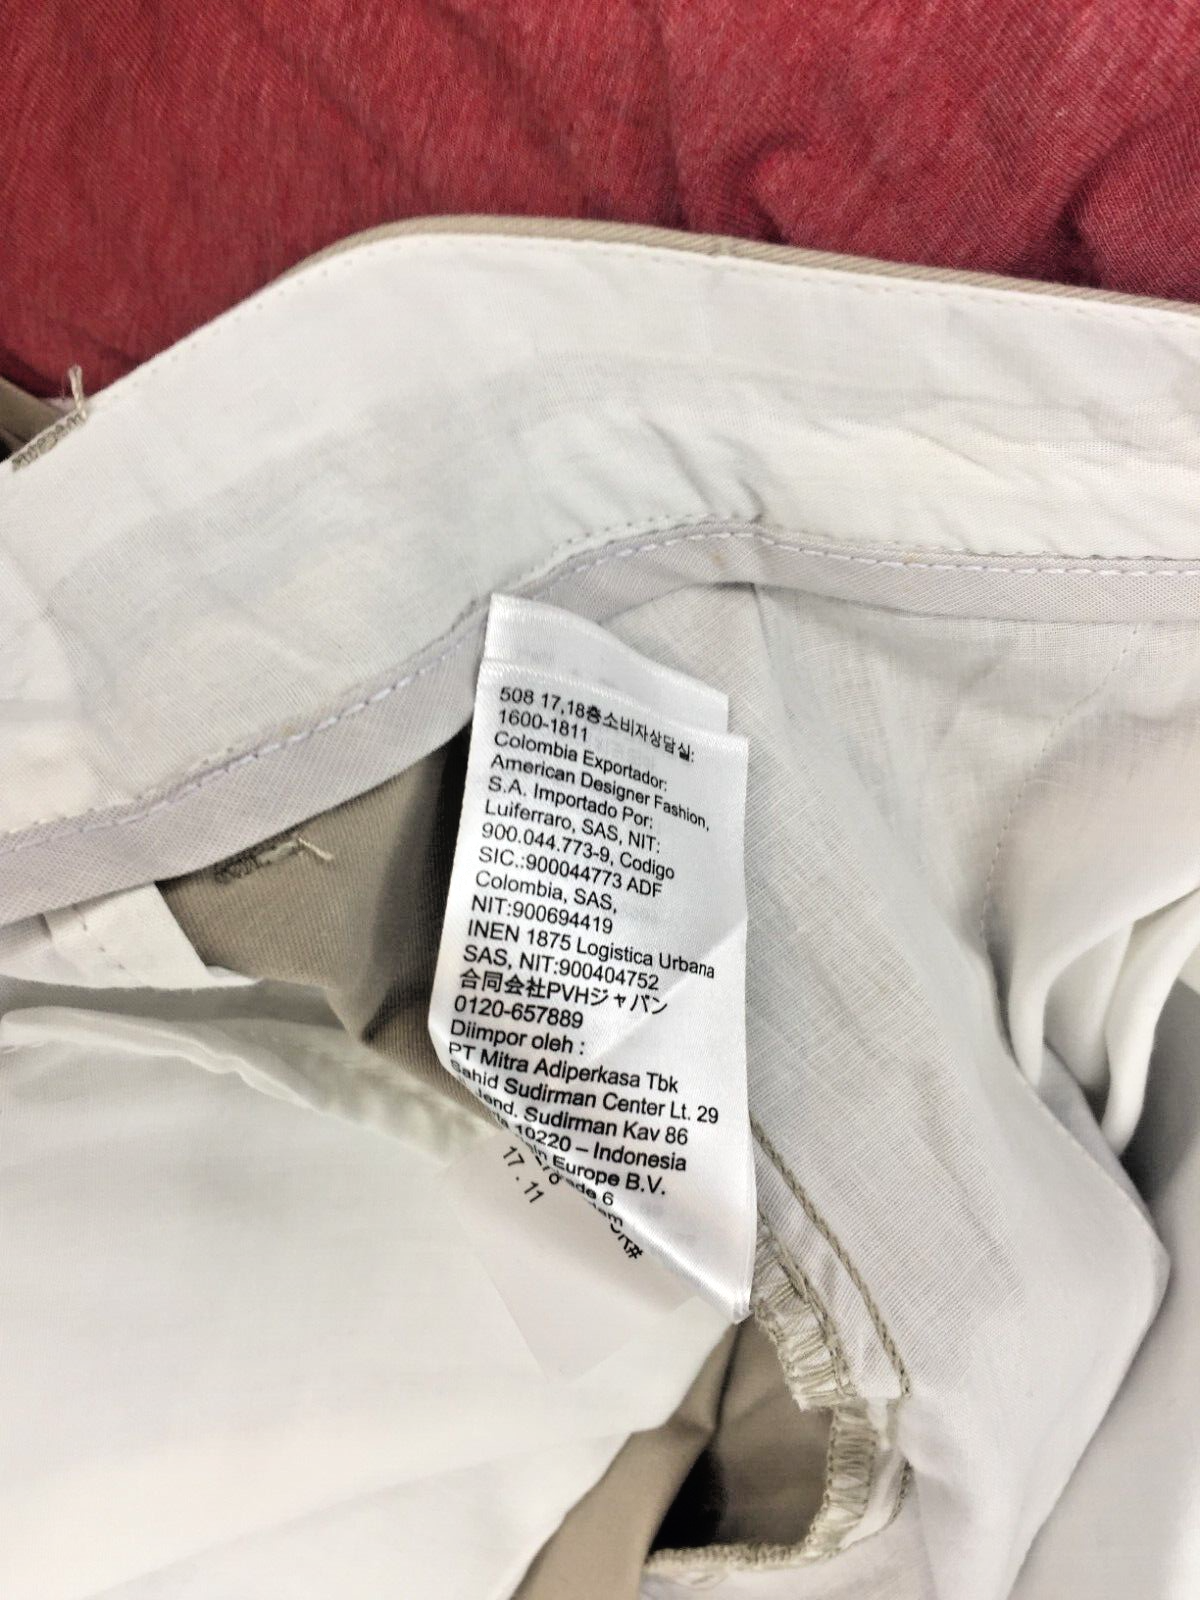 508 17,18층소비자상담실:
1600-1811
Colombia Exportador:
American Designer Fashion,
S.A. Importado Por:
Luiferraro, SAS, NIT:
900.044.773-9, Codigo
SIC.:900044773 ADF
Colombia, SAS,
NIT:900694419
INEN 1875 Logistica Urbana
SAS, NIT:900404752
合同会社PVHジャパン
0120-657889
Diimpor oleh :
PT Mitra Adiperkasa Tbk
Sahid Sudirman Center Lt. 29
Jend. Sudirman Kav 86
10220 – Indonesia
Europe B.V.
6
17.11